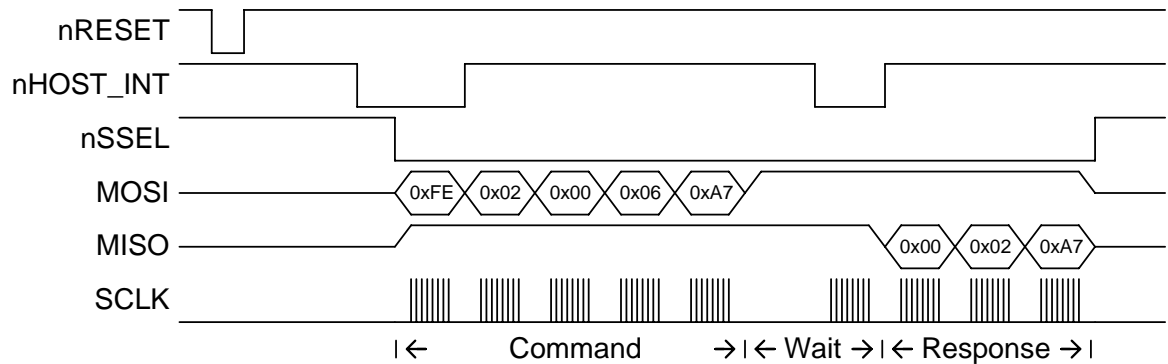 nRESET
nHOST_INT
nSSEL
MOSI 0xFE 0x02 0x00 0x06 0xA7
MISO 0x00 0x02 0xA7
SCLK
Command Wait Response